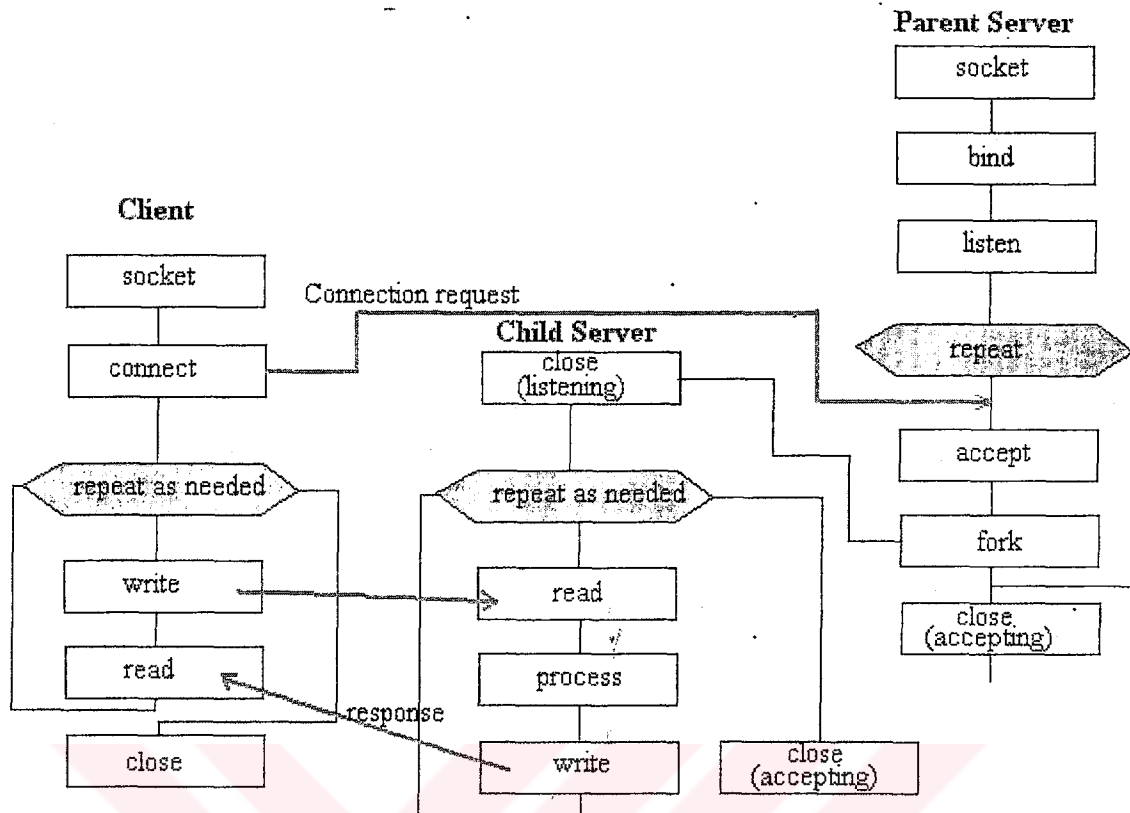 Parent Server
socket
bind
listen
repeat
accept
fork
close
(accepting)
Client
socket
connect
Connection request
repeat as needed
write
read
close
response
Child Server
close
(listening)
repeat as needed
read
process
write
close
(accepting)